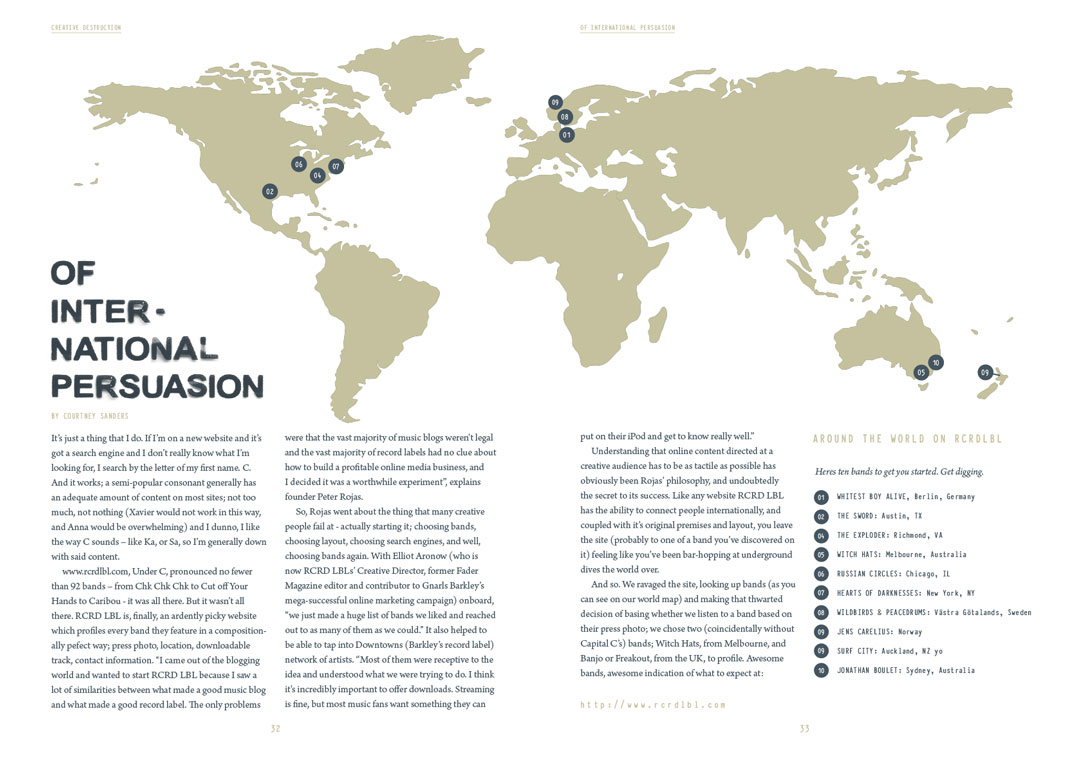 CREATIVE DESTRUCTION
OF INTERNATIONAL PERSUASION
09
08
01
06
07
04
02
10
05
09
OF
INTER-
NATIONAL
PERSUASION
BY COURTNEY SANDERS
It's just a thing that I do. If I'm on a new website and it's
got a search engine and I don't really know what I'm
looking for, I search by the letter of my first name. C.
And it works; a semi-popular consonant generally has
an adequate amount of content on most sites; not too
much, not nothing (Xavier would not work in this way,
and Anna would be overwhelming) and I dunno, I like
the way C sounds – like Ka, or Sa, so I'm generally down
with said content.
www.rcrdlbl.com, Under C, pronounced no fewer
than 92 bands – from Chk Chk Chk to Cut off Your
Hands to Caribou - it was all there. But it wasn't all
there. RCRD LBL is, finally, an ardently picky website
which profiles every band they feature in a composition-
ally pefect way; press photo, location, downloadable
track, contact information. "I came out of the blogging
world and wanted to start RCRD LBL because I saw a
lot of similarities between what made a good music blog
and what made a good record label. The only problems
were that the vast majority of music blogs weren't legal
and the vast majority of record labels had no clue about
how to build a profitable online media business, and
I decided it was a worthwhile experiment", explains
founder Peter Rojas.
So, Rojas went about the thing that many creative
people fail at - actually starting it; choosing bands,
choosing layout, choosing search engines, and well,
choosing bands again. With Elliot Aronow (who is
now RCRD LBLs' Creative Director, former Fader
Magazine editor and contributor to Gnarls Barkley's
mega-successful online marketing campaign) onboard,
"we just made a huge list of bands we liked and reached
out to as many of them as we could." It also helped to
be able to tap into Downtowns (Barkley's record label)
network of artists. "Most of them were receptive to the
idea and understood what we were trying to do. I think
it's incredibly important to offer downloads. Streaming
is fine, but most music fans want something they can
put on their iPod and get to know really well."
Understanding that online content directed at a
creative audience has to be as tactile as possible has
obviously been Rojas' philosophy, and undoubtedly
the secret to its success. Like any website RCRD LBL
has the ability to connect people internationally, and
coupled with it's original premises and layout, you leave
the site (probably to one of a band you've discovered on
it) feeling like you've been bar-hopping at underground
dives the world over.
And so. We ravaged the site, looking up bands (as you
can see on our world map) and making that thwarted
decision of basing whether we listen to a band based on
their press photo; we chose two (coincidentally without
Capital C's) bands; Witch Hats, from Melbourne, and
Banjo or Freakout, from the UK, to profile. Awesome
bands, awesome indication of what to expect at:
http://www.rcrdlbl.com
AROUND THE WORLD ON RCRDLBL
Heres ten bands to get you started. Get digging.
01 WHITEST BOY ALIVE, Berlin, Germany
02 THE SWORD: Austin, TX
04 THE EXPLODER: Richmond, VA
05 WITCH HATS: Melbourne, Australia
06 RUSSIAN CIRCLES: Chicago, IL
07 HEARTS OF DARKNESSES: New York, NY
08 WILDBIRDS & PEACEDRUMS: Västra Götalands, Sweden
09 JENS CARELIUS: Norway
09 SURF CITY: Auckland, NZ yo
10 JONATHAN BOULET: Sydney, Australia
32
33